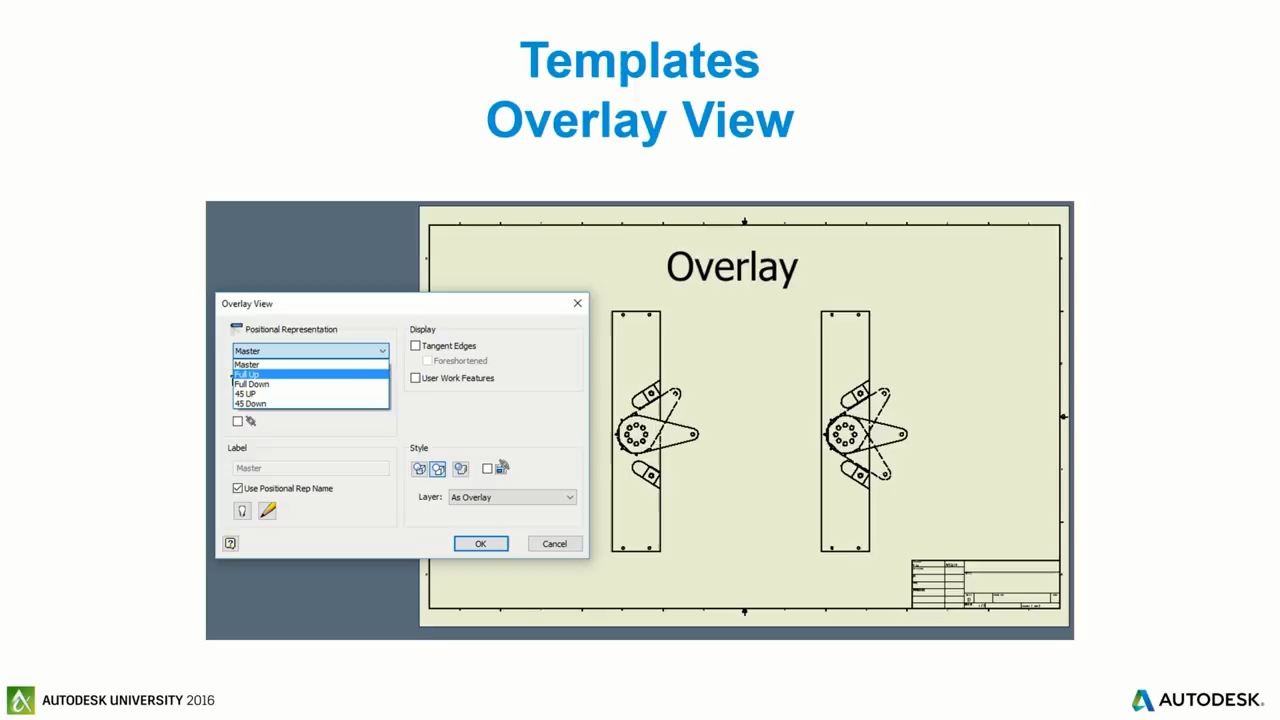 Templates
Overlay View
Overlay
Overlay View
Positional Representation
Master
Master
Full Up
Full Down
45 UP
45 Down
Label
Master
Use Positional Rep Name
Display
Tangent Edges
Foreshortened
User Work Features
Style
Layer: As Overlay
OK Cancel
AUTODESK UNIVERSITY 2016
AUTODESK.